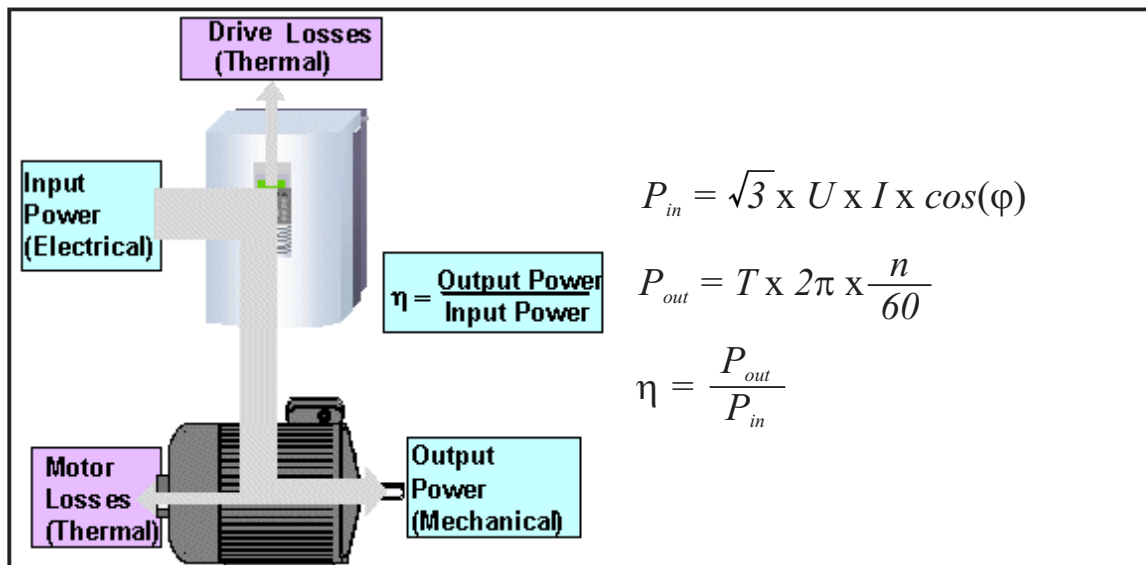 Drive Losses
(Thermal)
Input
Power
(Electrical)
η = Output Power
Input Power
Motor
Losses
(Thermal)
Output
Power
(Mechanical)
P_in = √3 x U x I x cos(φ)
P_out = T x 2π x n/60
η = P_out/P_in